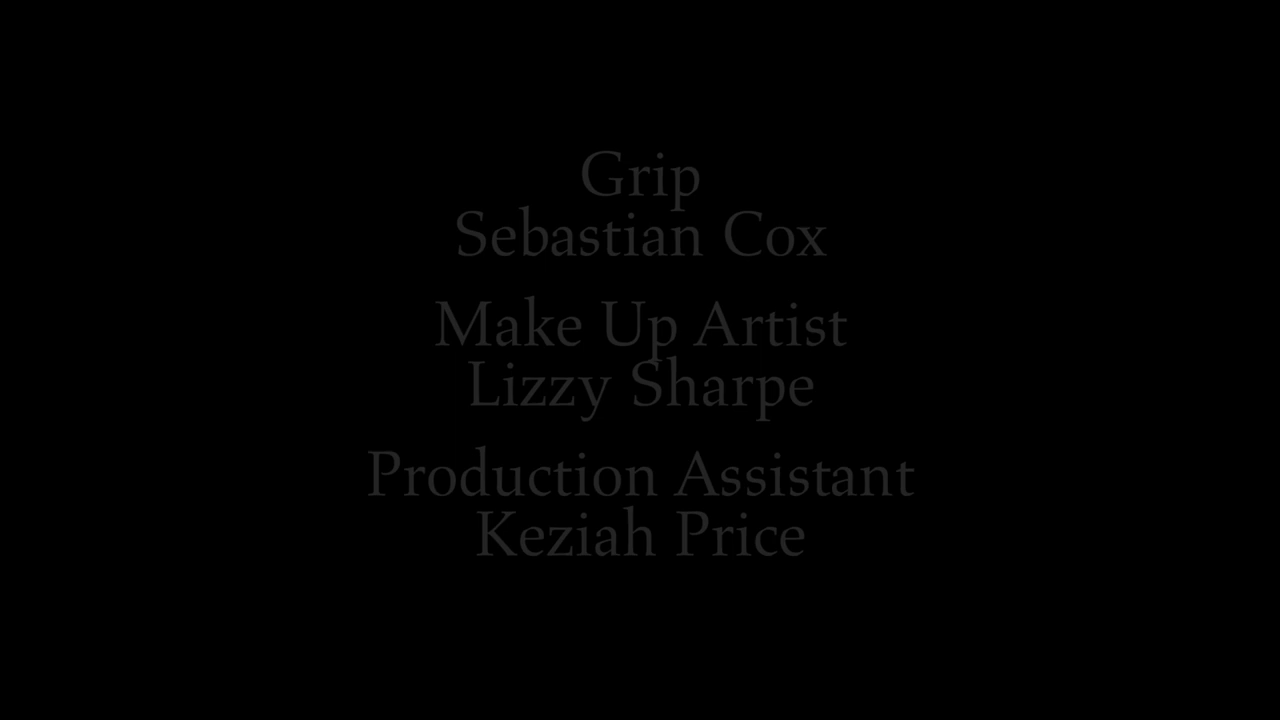 Grip
Sebastian Cox
Make Up Artist
Lizzy Sharpe
Production Assistant
Keziah Price